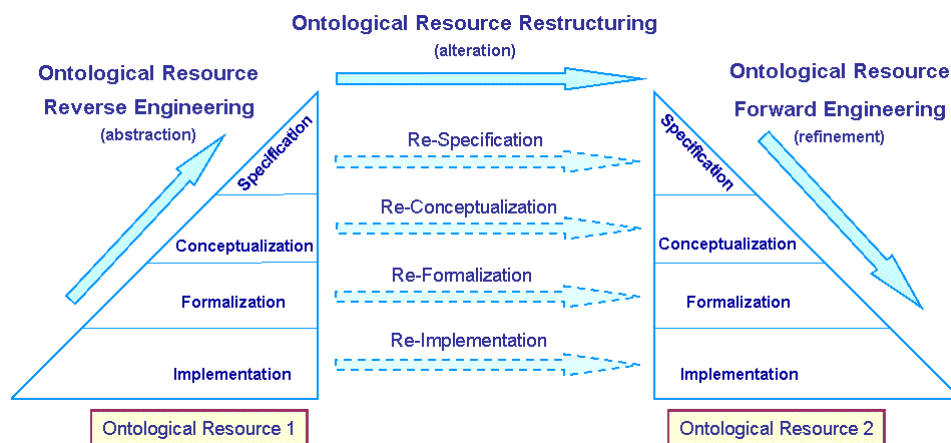 Ontological Resource Restructuring
(alteration)
Ontological Resource
Reverse Engineering
(abstraction)
Ontological Resource
Forward Engineering
(refinement)
Specification
Re-Specification
Specification
Conceptualization
Re-Conceptualization
Conceptualization
Formalization
Re-Formalization
Formalization
Implementation
Re-Implementation
Implementation
Ontological Resource 1
Ontological Resource 2